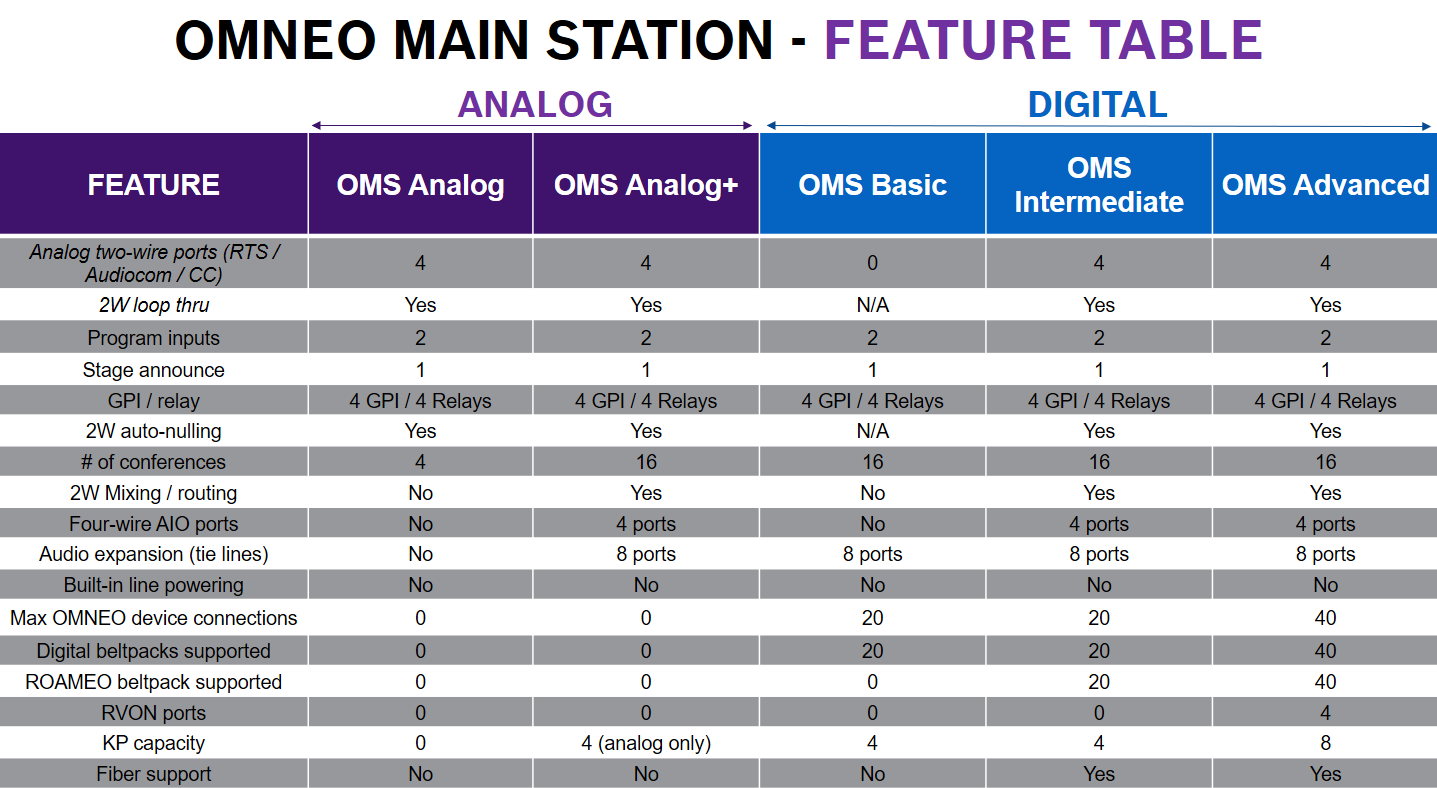 OMNEO MAIN STATION - FEATURE TABLE
ANALOG DIGITAL
FEATURE OMS Analog OMS Analog+ OMS Basic OMS Intermediate OMS Advanced
Analog two-wire ports (RTS / Audiocom / CC) 4 4 0 4 4
2W loop thru Yes Yes N/A Yes Yes
Program inputs 2 2 2 2 2
Stage announce 1 1 1 1 1
GPI / relay 4 GPI / 4 Relays 4 GPI / 4 Relays 4 GPI / 4 Relays 4 GPI / 4 Relays 4 GPI / 4 Relays
2W auto-nulling Yes Yes N/A Yes Yes
# of conferences 4 16 16 16 16
2W Mixing / routing No Yes No Yes Yes
Four-wire AIO ports No 4 ports No 4 ports 4 ports
Audio expansion (tie lines) No 8 ports 8 ports 8 ports 8 ports
Built-in line powering No No No No No
Max OMNEO device connections 0 0 20 20 40
Digital beltpacks supported 0 0 20 20 40
ROAMEO beltpack supported 0 0 0 20 40
RVON ports 0 0 0 0 4
KP capacity 0 4 (analog only) 4 4 8
Fiber support No No No Yes Yes